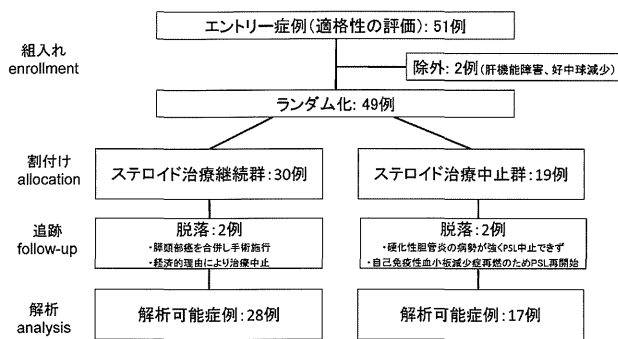 エントリー症例(適格性の評価): 51例
組入れ
enrollment
除外: 2例(肝機能障害、好中球減少)
ランダム化: 49例
割付け
allocation
ステロイド治療継続群: 30例
ステロイド治療中止群: 19例
追跡
follow-up
脱落: 2例
・膵頭部癌を合併し手術施行
・経済的理由により治療中止
脱落: 2例
・硬化性胆管炎の病勢が強くPSL中止できず
・自己免疫性血小板減少症再燃のためPSL再開始
解析
analysis
解析可能症例: 28例
解析可能症例: 17例